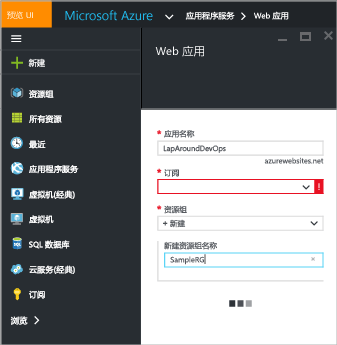 预览 UI
Microsoft Azure
应用程序服务 > Web 应用
Web 应用
新建
资源组
所有资源
最近
应用程序服务
虚拟机(经典)
虚拟机
SQL 数据库
云服务(经典)
订阅
浏览 >
* 应用名称
LapAroundDevOps
azurewebsites.net
* 订阅
!
* 资源组
+ 新建
新建资源组名称
SampleRG